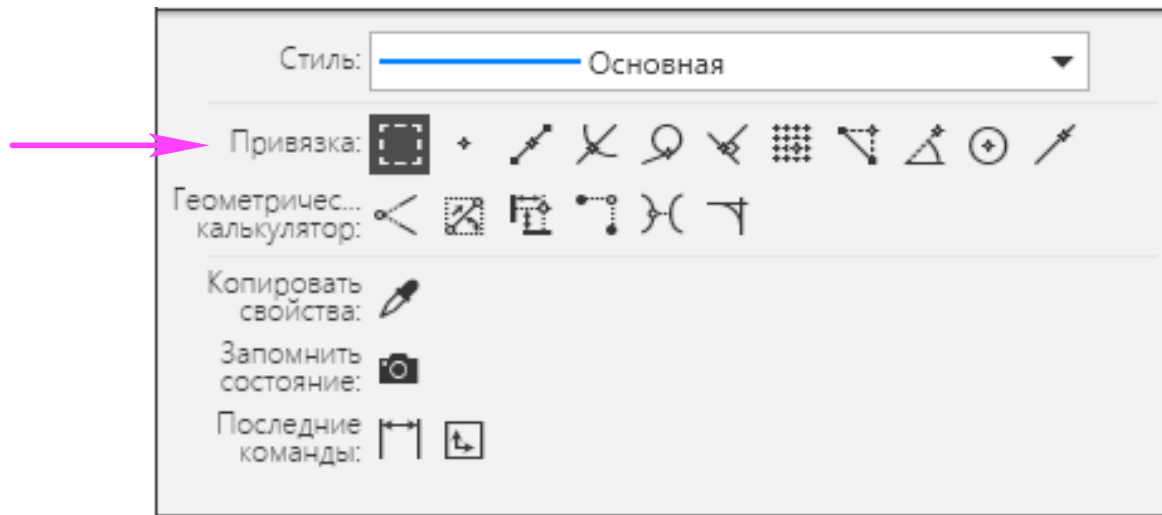 Стиль: Основная
Привязка:
Геометричес...
калькулятор:
Копировать
свойства:
Запомнить
состояние:
Последние
команды: